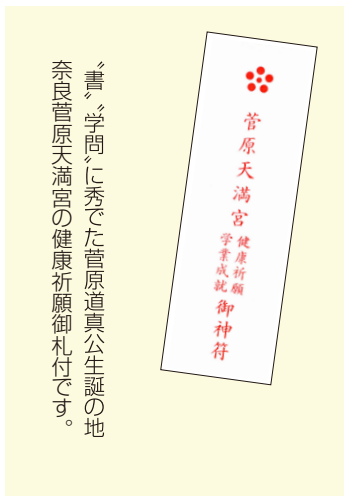 菅原天満宮
健康祈願
学業成就
御神符
〝書〟〝学問〟に秀でた菅原道真公生誕の地
奈良菅原天満宮の健康祈願御札付です。